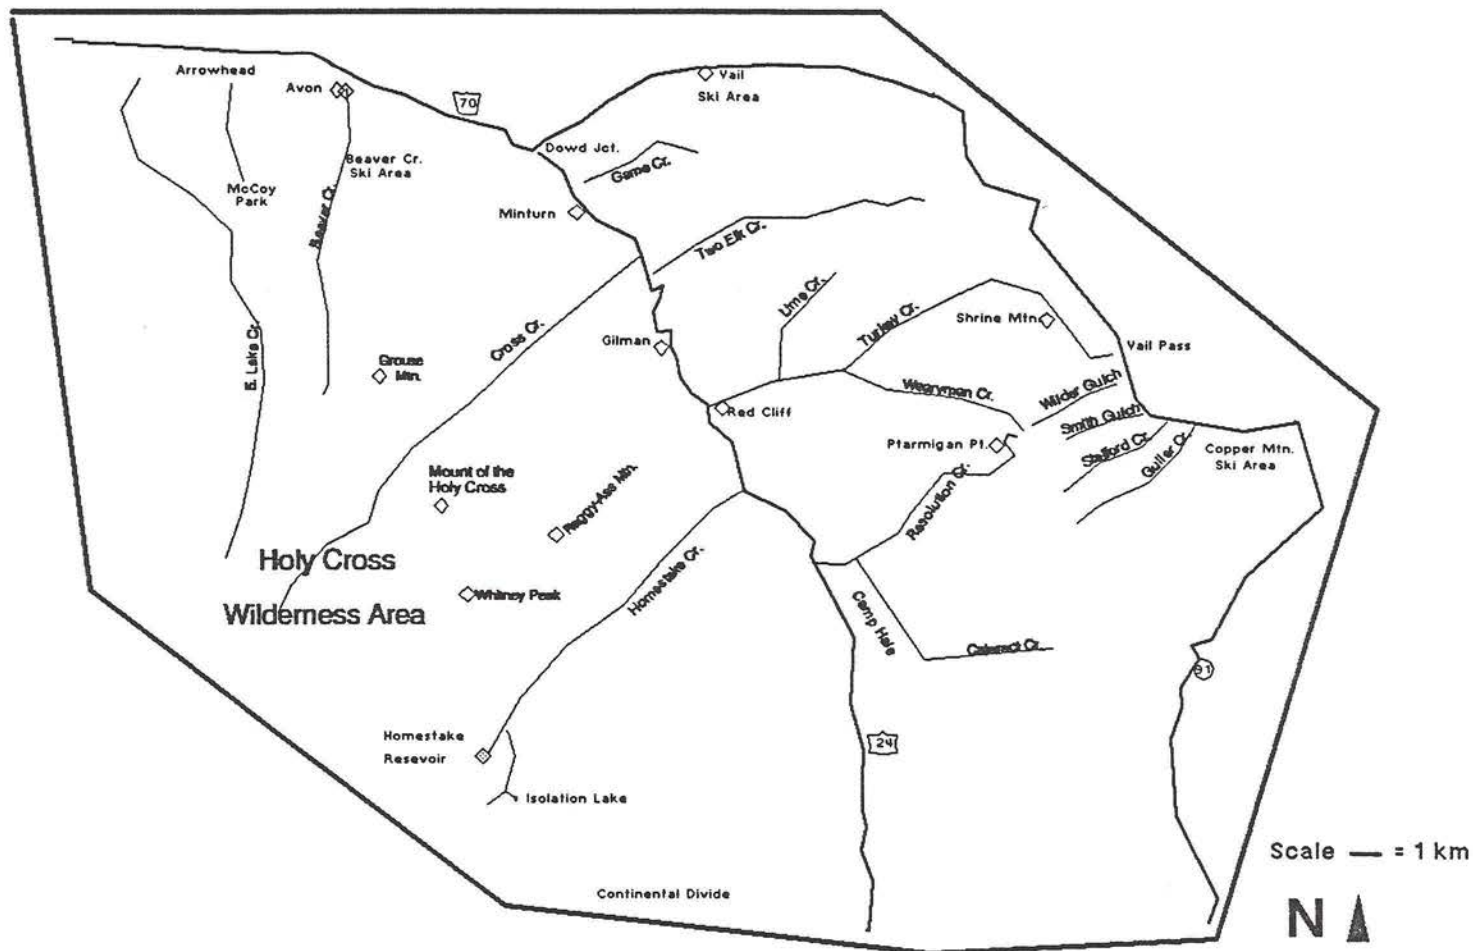 Arrowhead
Avon
70
Vail
Ski Area
Dowd Jct.
Game Cr.
Beaver Cr.
Ski Area
McCoy
Park
Beaver Cr.
Minturn
Two Elk Cr.
Lime Cr.
Turkey Cr.
Shrine Mtn.
Vail Pass
Cross Cr.
Gilman
E. Lake Cr.
Grouse
Mtn.
Wearyman Cr.
Wilder Gulch
Red Cliff
Smith Gulch
Ptarmigan Pt.
Stafford Cr.
Guller Cr.
Copper Mtn.
Ski Area
Mount of the
Holy Cross
Raggy-Ass Mtn.
Resolution Cr.
Holy Cross
Wilderness Area
Whitney Peak
Homestake Cr.
Camp Hale
Cataract Cr.
91
24
Homestake
Resevoir
Isolation Lake
Continental Divide
Scale — = 1 km
N